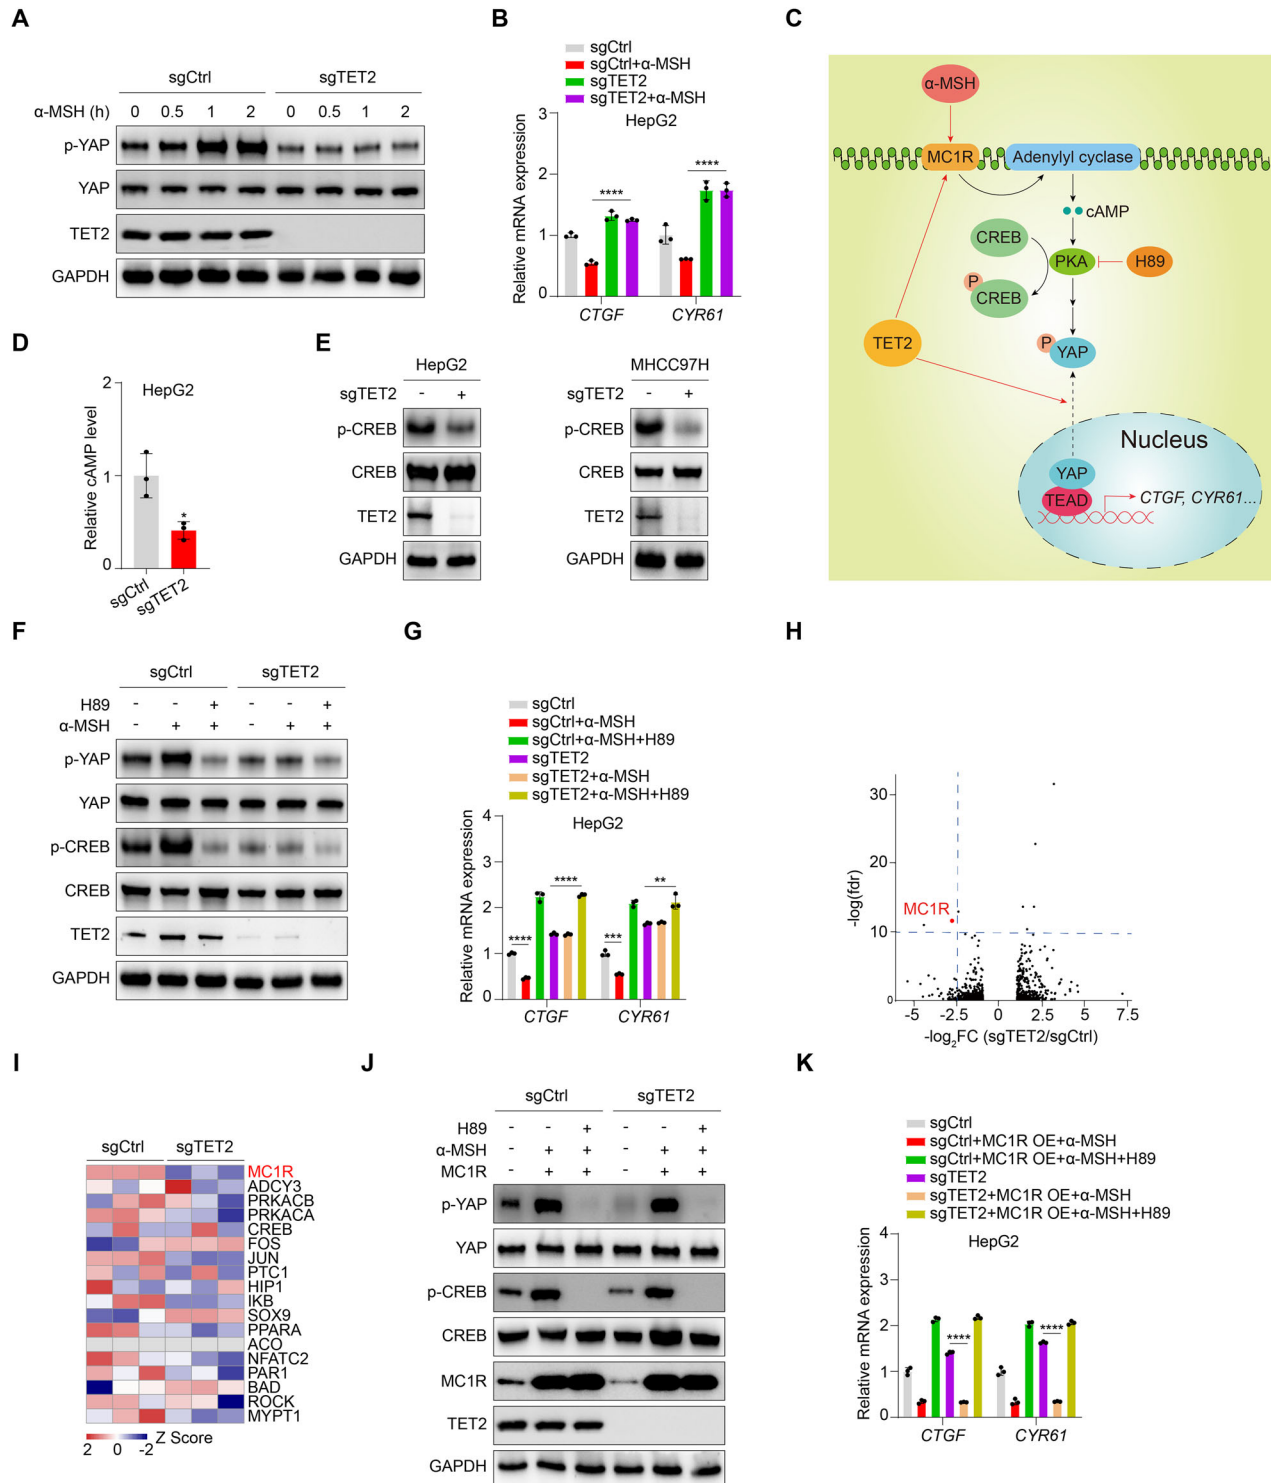 A
sgCtrl sgTET2
α-MSH (h) 0 0.5 1 2 0 0.5 1 2
p-YAP
YAP
TET2
GAPDH
B
sgCtrl
sgCtrl+α-MSH
sgTET2
sgTET2+α-MSH
HepG2
Relative mRNA expression
3
2
1
0
****
****
CTGF CYR61
C
α-MSH
MC1R Adenylyl cyclase
cAMP
CREB
PKA H89
P
CREB
TET2
P
YAP
Nucleus
YAP
TEAD
CTGF, CYR61...
D
HepG2
Relative cAMP level
2
1
0
*
sgCtrl
sgTET2
E
HepG2
sgTET2 - +
p-CREB
CREB
TET2
GAPDH
MHCC97H
sgTET2 - +
p-CREB
CREB
TET2
GAPDH
F
sgCtrl sgTET2
H89 - - + - - +
α-MSH - + + - + +
p-YAP
YAP
p-CREB
CREB
TET2
GAPDH
G
sgCtrl
sgCtrl+α-MSH
sgCtrl+α-MSH+H89
sgTET2
sgTET2+α-MSH
sgTET2+α-MSH+H89
HepG2
Relative mRNA expression
4
3
2
1
0
****
****
***
**
CTGF CYR61
H
-log(fdr)
30
20
10
0
MC1R
-5 -2.5 0 2.5 5 7.5
-log2FC (sgTET2/sgCtrl)
I
sgCtrl sgTET2
MC1R
ADCY3
PRKACB
PRKACA
CREB
FOS
JUN
PTC1
HIP1
IKB
SOX9
PPARA
ACO
NFATC2
PAR1
BAD
ROCK
MYPT1
Z Score
2 0 -2
J
sgCtrl sgTET2
H89 - - + - - +
α-MSH - + + - + +
MC1R - + + - + +
p-YAP
YAP
p-CREB
CREB
MC1R
TET2
GAPDH
K
sgCtrl
sgCtrl+MC1R OE+α-MSH
sgCtrl+MC1R OE+α-MSH+H89
sgTET2
sgTET2+MC1R OE+α-MSH
sgTET2+MC1R OE+α-MSH+H89
HepG2
Relative mRNA expression
4
3
2
1
0
****
****
CTGF CYR61